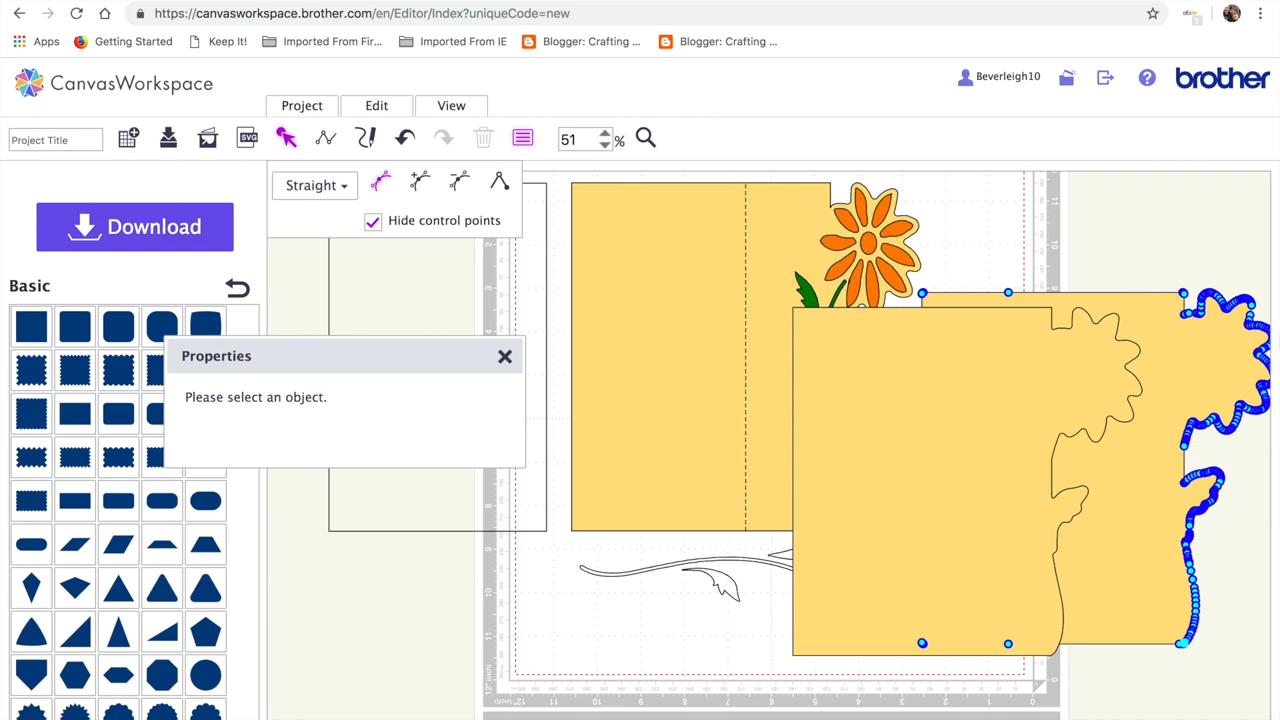 https://canvasworkspace.brother.com/en/Editor/Index?uniqueCode=new
Apps Getting Started Keep It! Imported From Fir... Imported From IE Blogger: Crafting ... Blogger: Crafting ...
CanvasWorkspace
Beverleigh10
brother
Project Edit View
Project Title
SVG
51 %
Straight
Hide control points
Download
Basic
Properties
Please select an object.